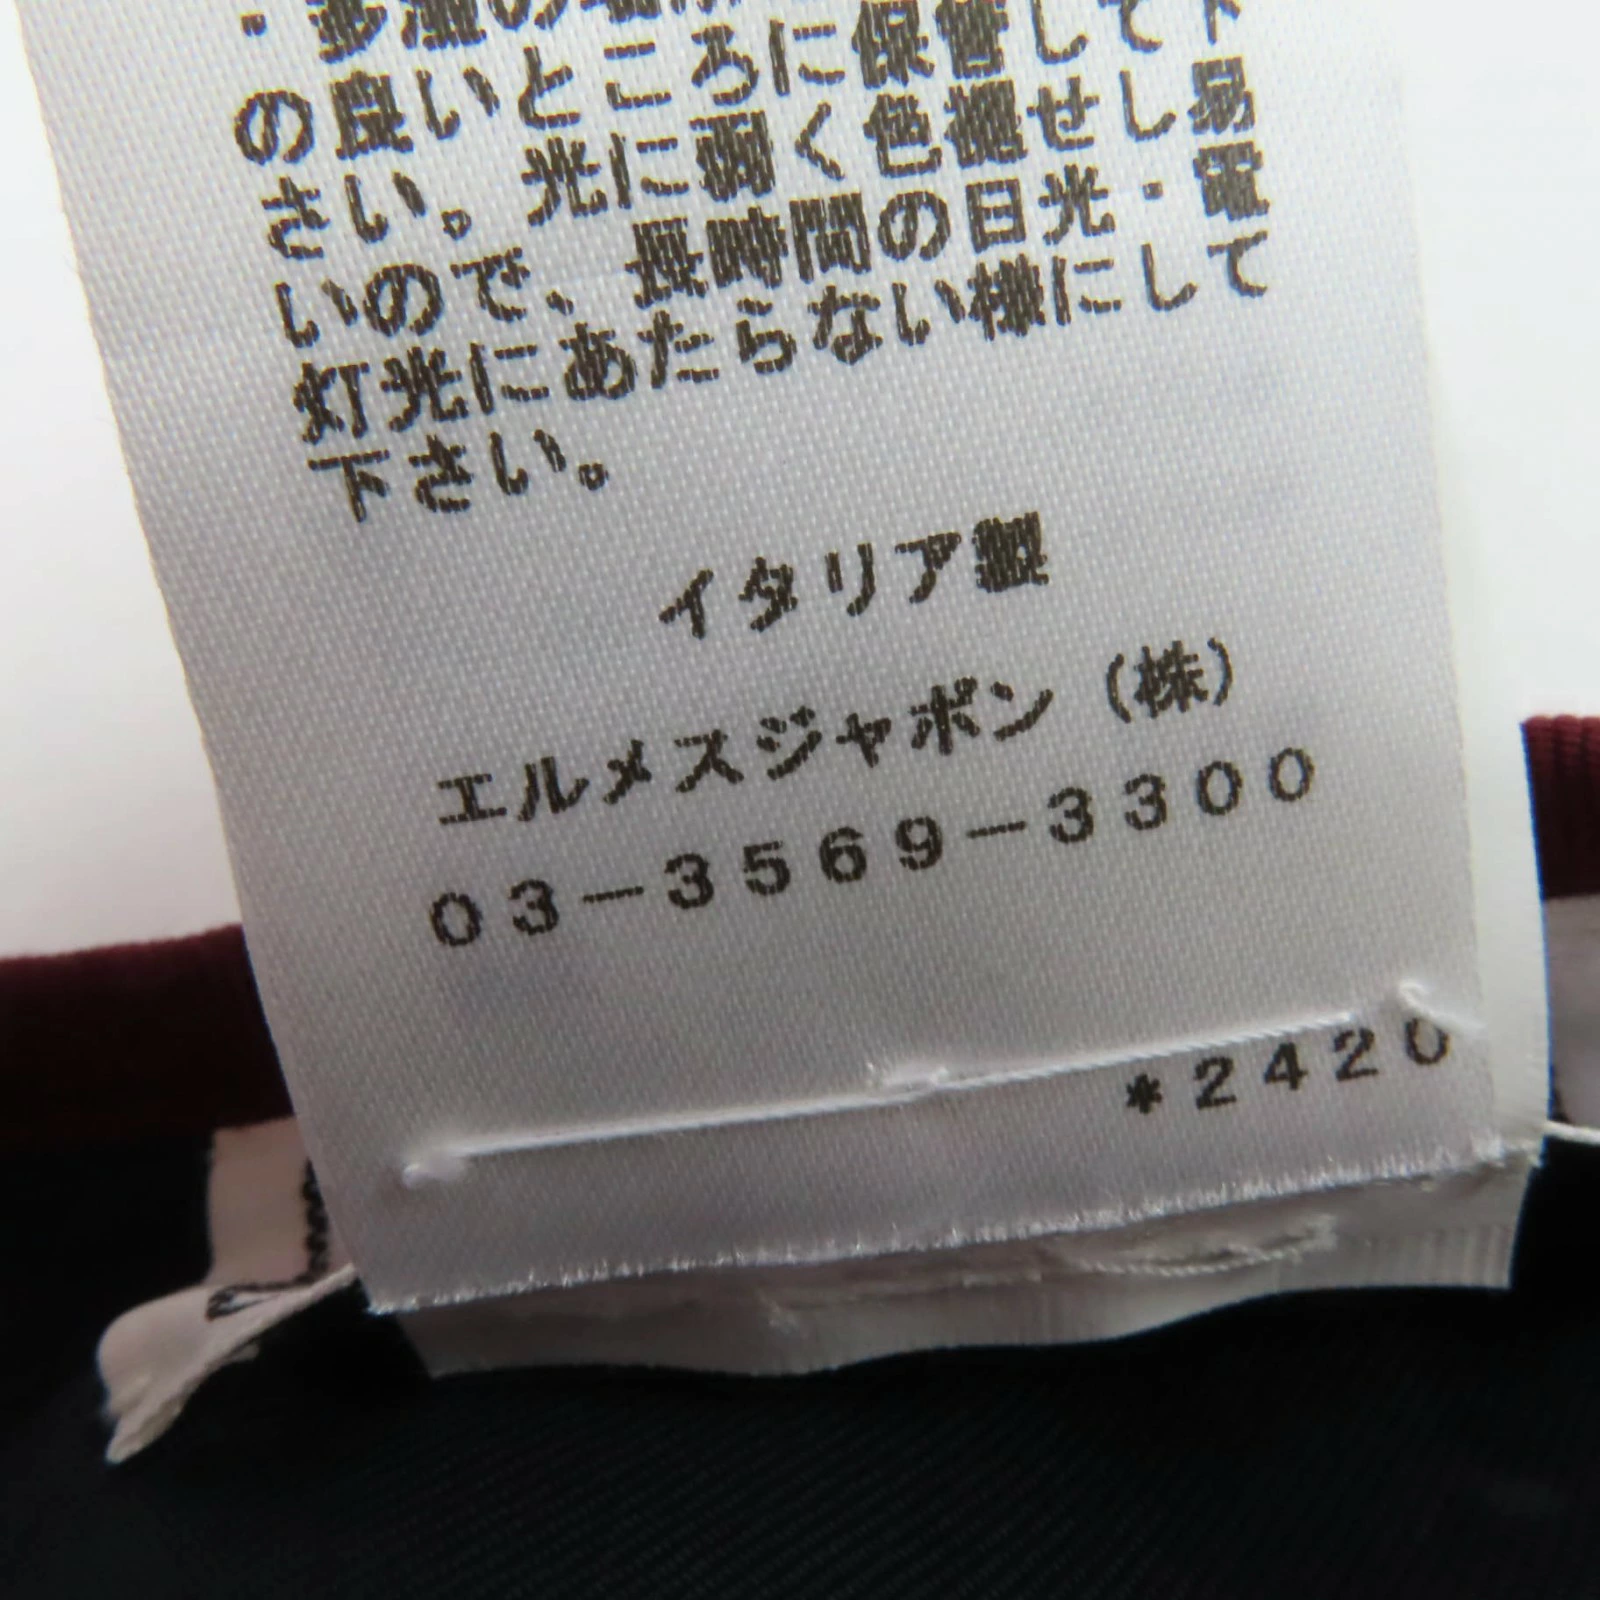 ・多湿の
の良いところに保管して下
さい。光に弱く色褪せし易
いので、長時間の日光・電
灯光にあたらない様にして
下さい。
イタリア製
エルメスジャポン（株）
03－3569－3300
*2420